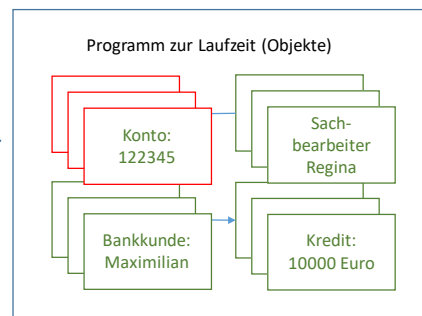 Programm zur Laufzeit (Objekte)
Konto:
122345
Sach-
bearbeiter
Regina
Bankkunde:
Maximilian
Kredit:
10000 Euro